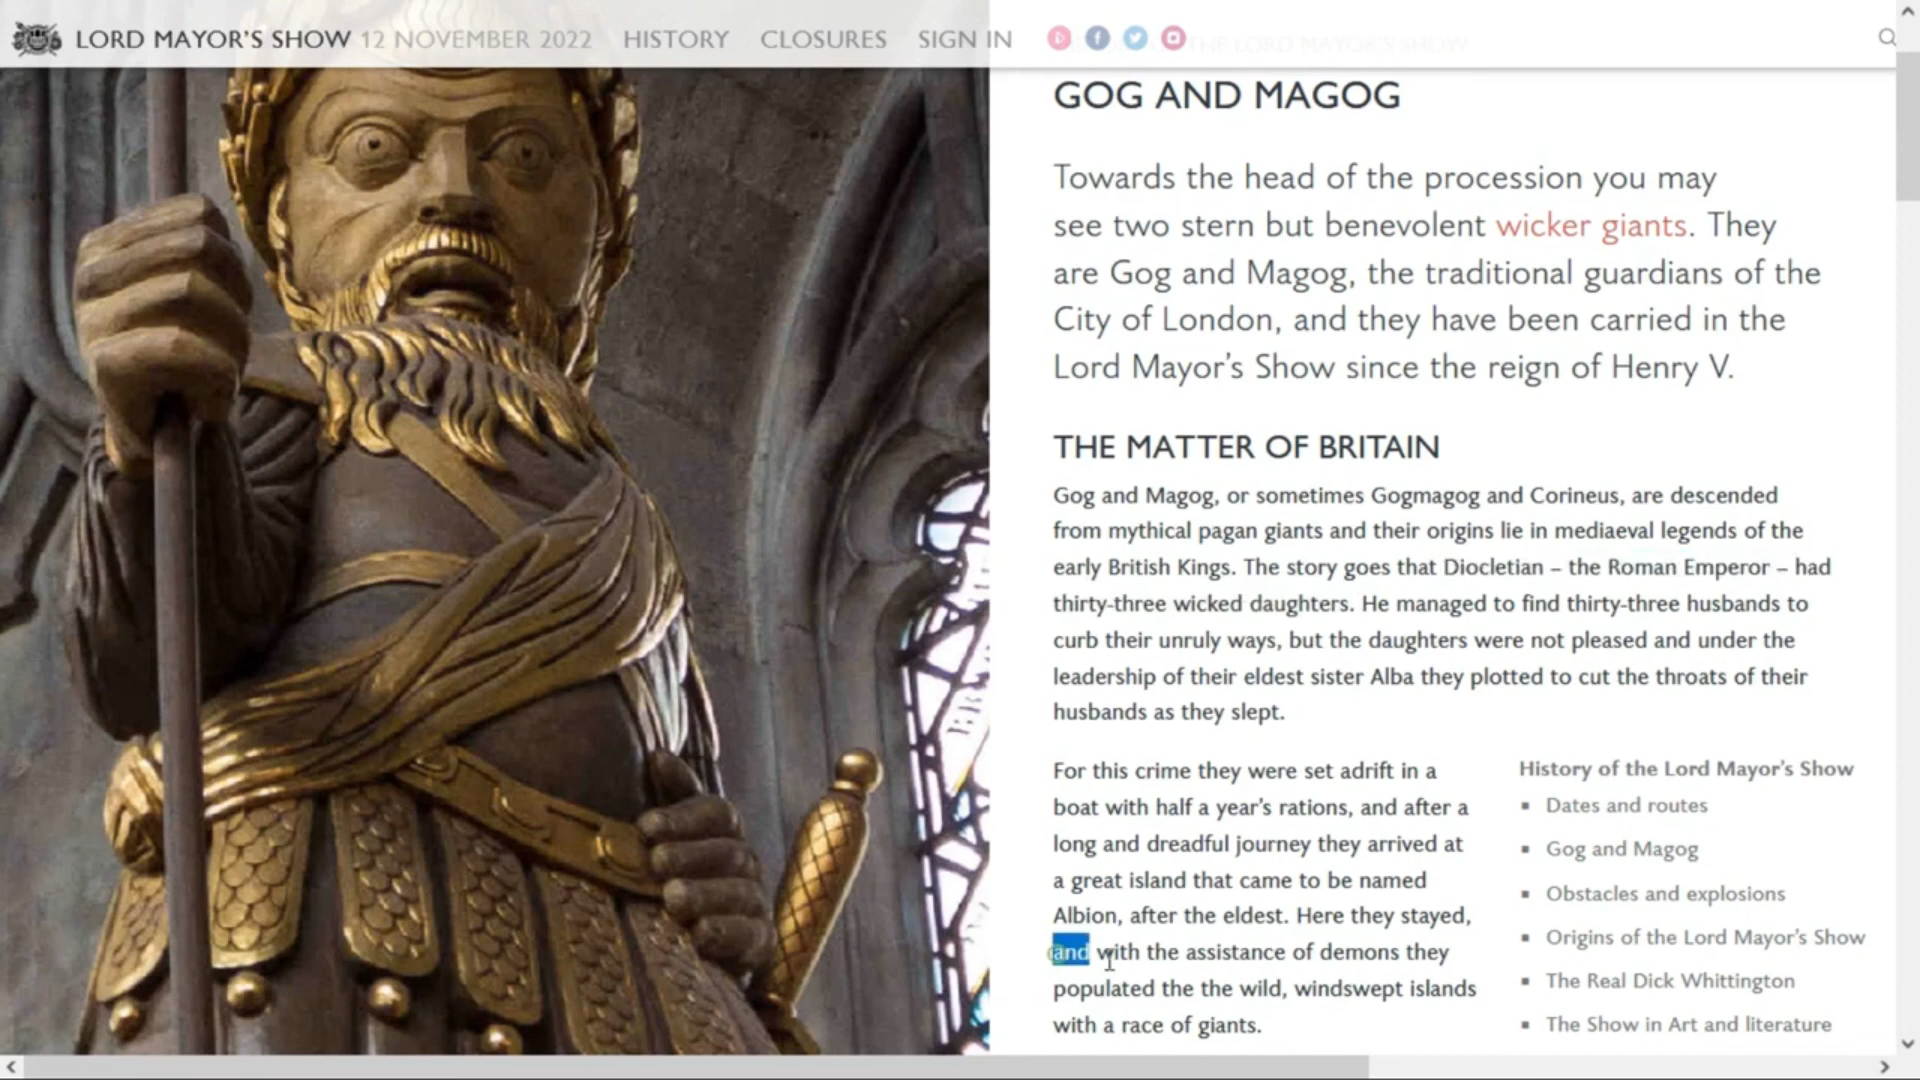 LORD MAYOR'S SHOW 12 NOVEMBER 2022 HISTORY CLOSURES SIGN IN
THE LORD MAYOR'S SHOW
GOG AND MAGOG
Towards the head of the procession you may
see two stern but benevolent wicker giants. They
are Gog and Magog, the traditional guardians of the
City of London, and they have been carried in the
Lord Mayor's Show since the reign of Henry V.
THE MATTER OF BRITAIN
Gog and Magog, or sometimes Gogmagog and Corineus, are descended
from mythical pagan giants and their origins lie in mediaeval legends of the
early British Kings. The story goes that Diocletian – the Roman Emperor – had
thirty-three wicked daughters. He managed to find thirty-three husbands to
curb their unruly ways, but the daughters were not pleased and under the
leadership of their eldest sister Alba they plotted to cut the throats of their
husbands as they slept.
For this crime they were set adrift in a
boat with half a year's rations, and after a
long and dreadful journey they arrived at
a great island that came to be named
Albion, after the eldest. Here they stayed,
and with the assistance of demons they
populated the the wild, windswept islands
with a race of giants.
History of the Lord Mayor's Show
▪ Dates and routes
▪ Gog and Magog
▪ Obstacles and explosions
▪ Origins of the Lord Mayor's Show
▪ The Real Dick Whittington
▪ The Show in Art and literature